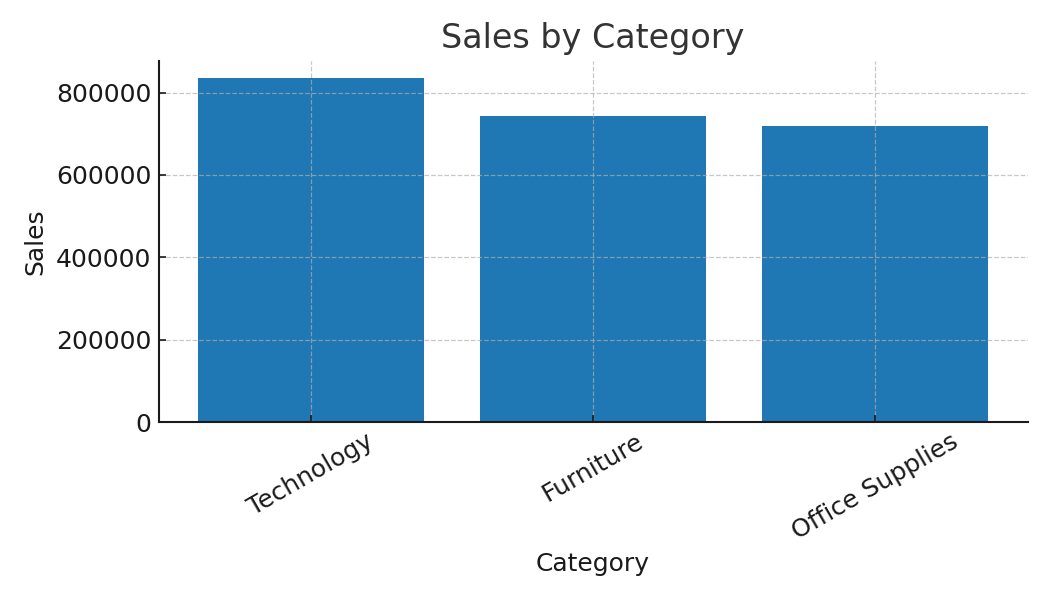 Sales by Category
Sales
800000
600000
400000
200000
0
Technology
Furniture
Office Supplies
Category